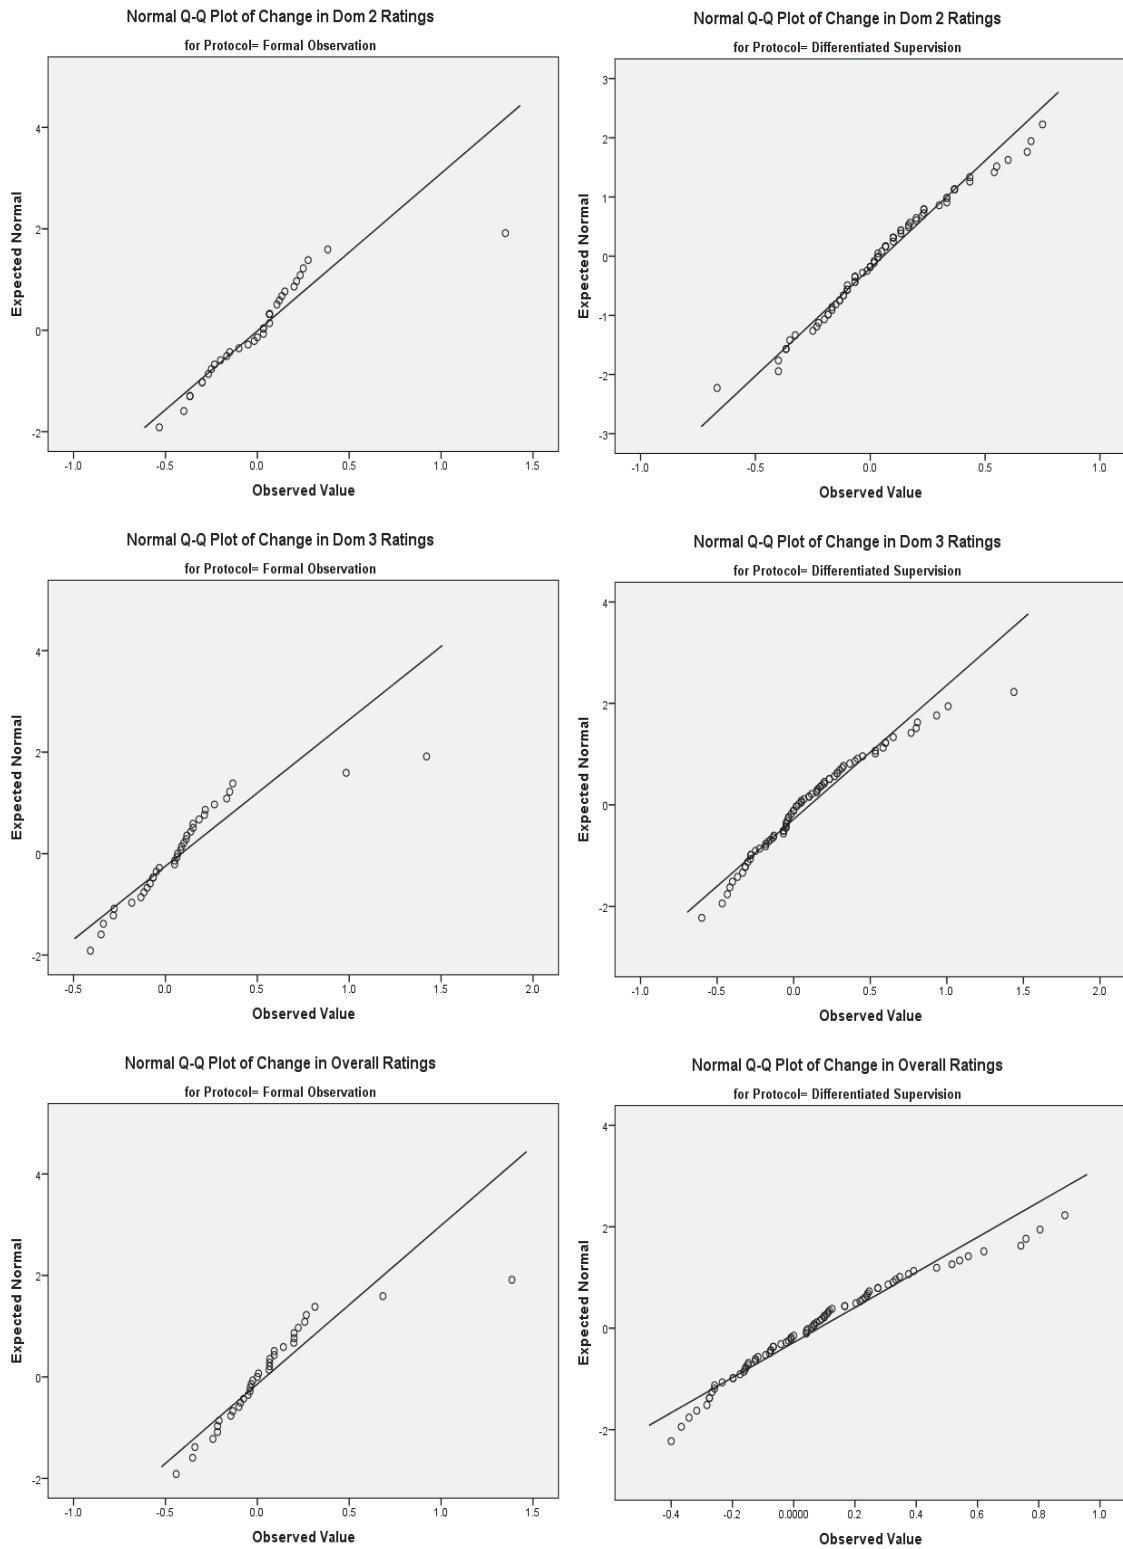 Normal Q-Q Plot of Change in Dom 2 Ratings
for Protocol= Formal Observation
Expected Normal
4
2
0
-2
-1.0 -0.5 0.0 0.5 1.0 1.5
Observed Value
Normal Q-Q Plot of Change in Dom 2 Ratings
for Protocol= Differentiated Supervision
Expected Normal
3
2
1
0
-1
-2
-3
-1.0 -0.5 0.0 0.5 1.0
Observed Value
Normal Q-Q Plot of Change in Dom 3 Ratings
for Protocol= Formal Observation
Expected Normal
4
2
0
-2
-0.5 0.0 0.5 1.0 1.5 2.0
Observed Value
Normal Q-Q Plot of Change in Dom 3 Ratings
for Protocol= Differentiated Supervision
Expected Normal
4
2
0
-2
-1.0 -0.5 0.0 0.5 1.0 1.5 2.0
Observed Value
Normal Q-Q Plot of Change in Overall Ratings
for Protocol= Formal Observation
Expected Normal
4
2
0
-2
-1.0 -0.5 0.0 0.5 1.0 1.5
Observed Value
Normal Q-Q Plot of Change in Overall Ratings
for Protocol= Differentiated Supervision
Expected Normal
4
2
0
-2
-0.4 -0.2 0.0000 0.2 0.4 0.6 0.8 1.0
Observed Value